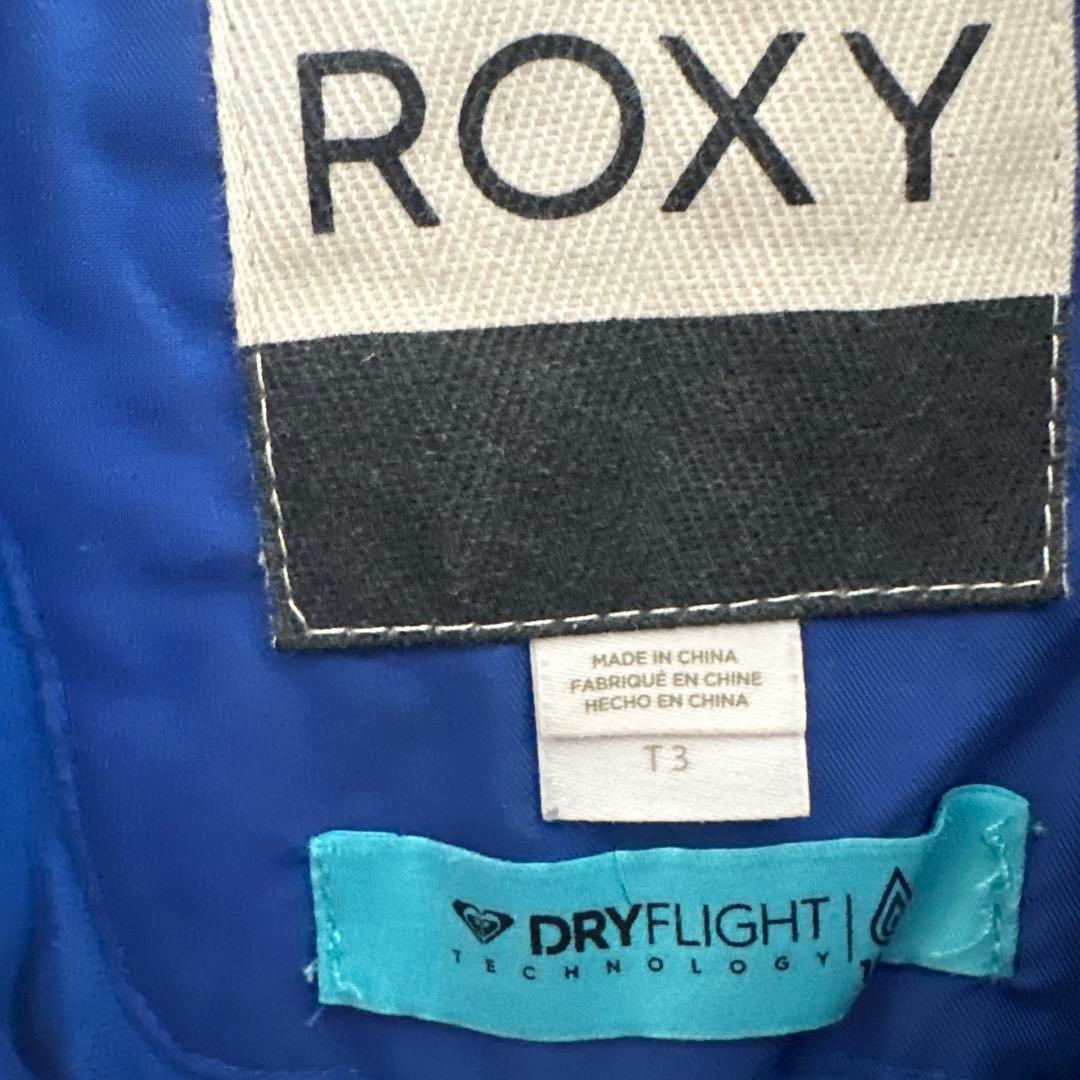 ROXY
MADE IN CHINA
FABRIQUÉ EN CHINE
HECHO EN CHINA
T3
DRYFLIGHT
TECHNOLOGY